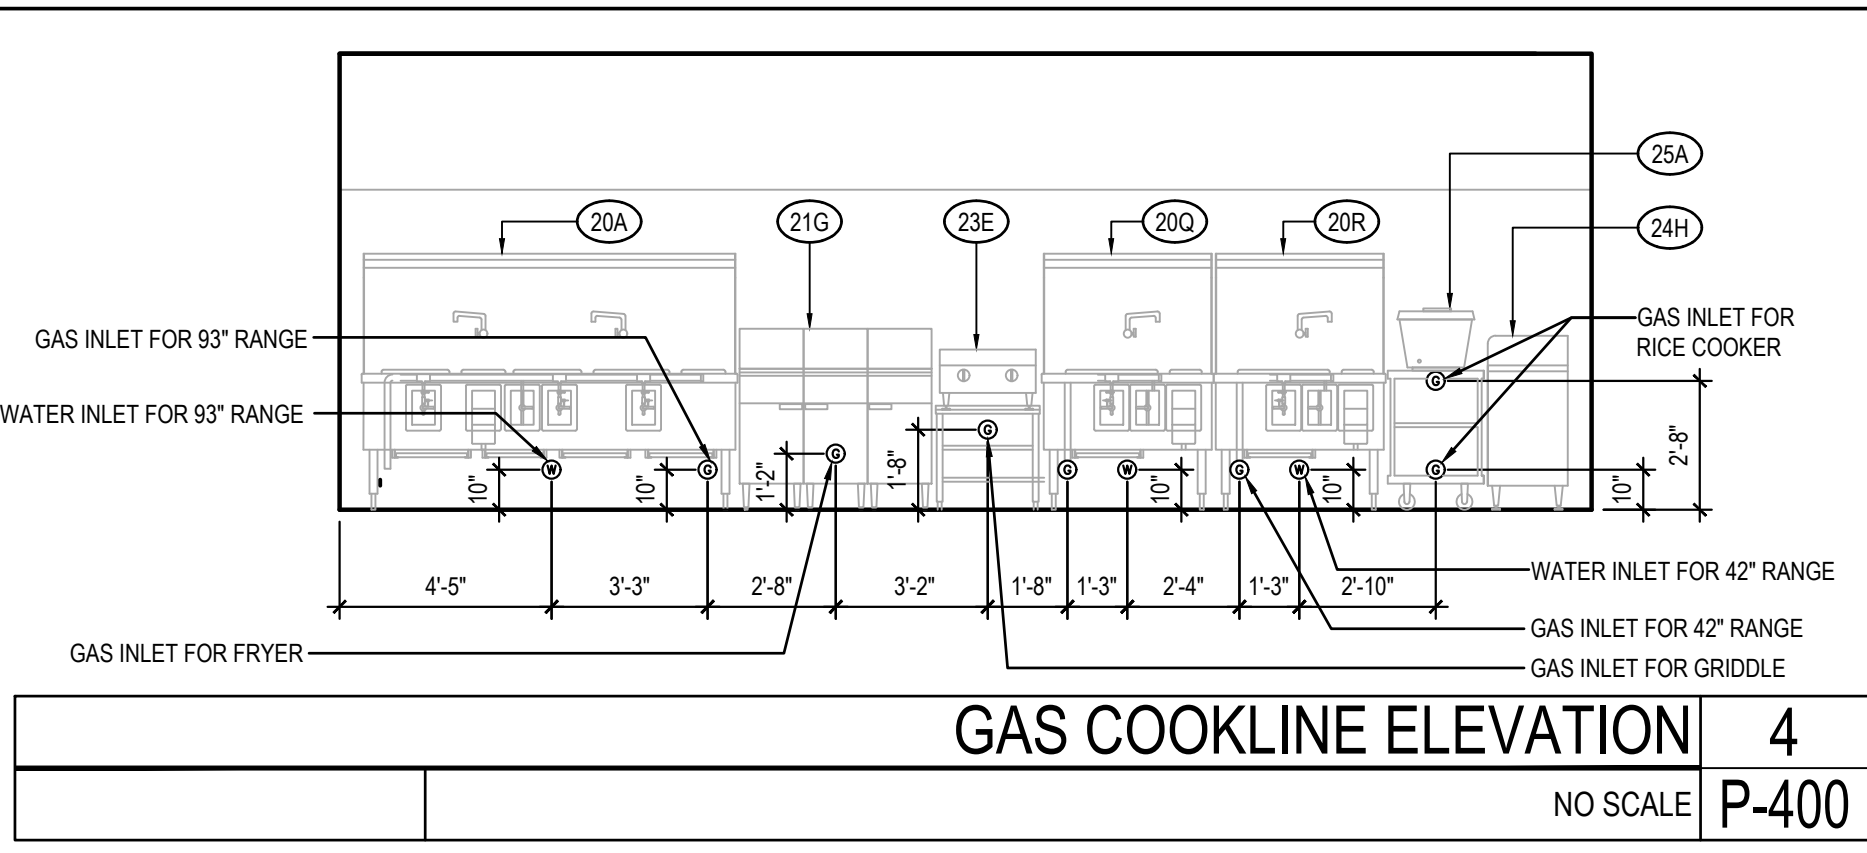 25A
20A
21G
23E
20Q
20R
24H
GAS INLET FOR 93" RANGE
GAS INLET FOR
RICE COOKER
WATER INLET FOR 93" RANGE
G
G
G
W
G
G
W
G
W
G
10"
10"
1'-2"
1'-8"
10"
10"
10"
2'-8"
4'-5"
3'-3"
2'-8"
3'-2"
1'-8"
1'-3"
2'-4"
1'-3"
2'-10"
WATER INLET FOR 42" RANGE
GAS INLET FOR 42" RANGE
GAS INLET FOR FRYER
GAS INLET FOR GRIDDLE
GAS COOKLINE ELEVATION
4
NO SCALE
P-400